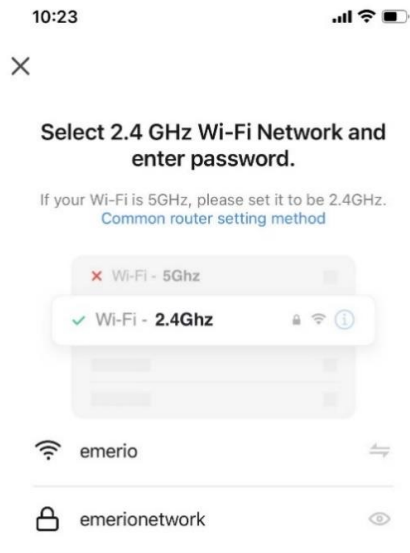 10:23
Select 2.4 GHz Wi-Fi Network and
enter password.
If your Wi-Fi is 5GHz, please set it to be 2.4GHz.
Common router setting method
Wi-Fi - 5Ghz
Wi-Fi - 2.4Ghz
emerio
emerionetwork